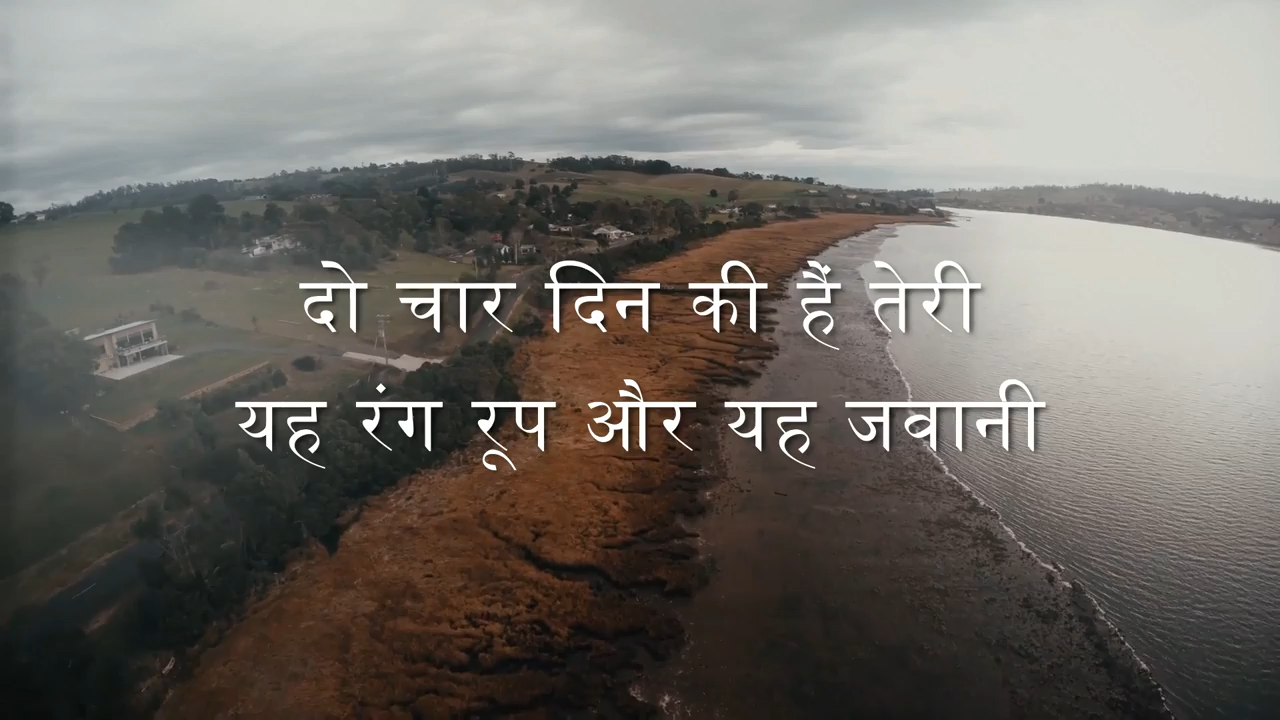 दो चार दिन की हैं तेरी
यह रंग रूप और यह जवानी